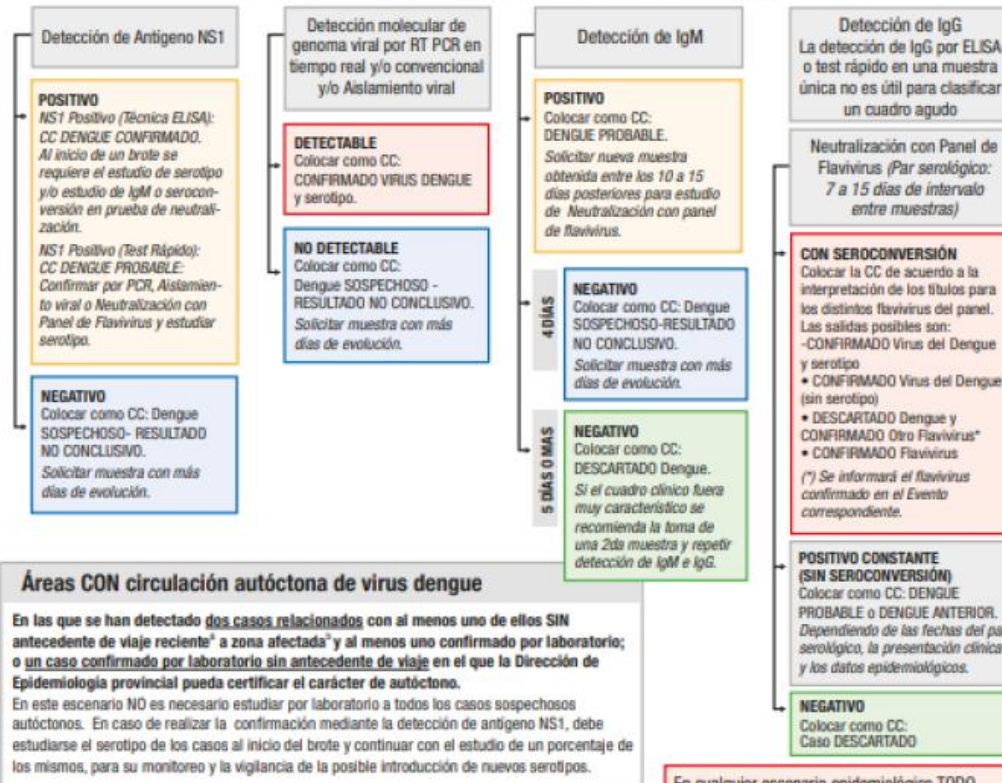 Detección de Antígeno NS1
POSITIVO
NS1 Positivo (Técnica ELISA):
CC DENGUE CONFIRMADO.
Al inicio de un brote se
requiere el estudio de serotipo
y/o estudio de IgM o serocon-
versión en prueba de neutrali-
zación.
NS1 Positivo (Test Rápido):
CC DENGUE PROBABLE:
Confirmar por PCR, Aislamien-
to viral o Neutralización con
Panel de Flavivirus y estudiar
serotipo.
NEGATIVO
Colocar como CC: Dengue
SOSPECHOSO- RESULTADO
NO CONCLUSIVO.
Solicitar muestra con más
días de evolución.
Detección molecular de
genoma viral por RT PCR en
tiempo real y/o convencional
y/o Aislamiento viral
DETECTABLE
Colocar como CC:
CONFIRMADO VIRUS DENGUE
y serotipo.
NO DETECTABLE
Colocar como CC:
Dengue SOSPECHOSO -
RESULTADO NO CONCLUSIVO.
Solicitar muestra con más
días de evolución.
Detección de IgM
POSITIVO
Colocar como CC:
DENGUE PROBABLE.
Solicitar nueva muestra
obtenida entre los 10 a 15
días posteriores para estudio
de Neutralización con panel
de flavivirus.
4 DÍAS
NEGATIVO
Colocar como CC: Dengue
SOSPECHOSO-RESULTADO
NO CONCLUSIVO.
Solicitar muestra con más
días de evolución.
5 DÍAS O MAS
NEGATIVO
Colocar como CC:
DESCARTADO Dengue.
Si el cuadro clínico fuera
muy característico se
recomienda la toma de
una 2da muestra y repetir
detección de IgM e IgG.
Detección de IgG
La detección de IgG por ELISA
o test rápido en una muestra
única no es útil para clasificar
un cuadro agudo
Neutralización con Panel de
Flavivirus (Par serológico:
7 a 15 días de intervalo
entre muestras)
CON SEROCONVERSIÓN
Colocar la CC de acuerdo a la
interpretación de los títulos para
los distintos flavivirus del panel.
Las salidas posibles son:
-CONFIRMADO Virus del Dengue
y serotipo
• CONFIRMADO Virus del Dengue
(sin serotipo)
• DESCARTADO Dengue y
CONFIRMADO Otro Flavivirus*
• CONFIRMADO Flavivirus
(*) Se informará el flavivirus
confirmado en el Evento
correspondiente.
POSITIVO CONSTANTE
(SIN SEROCONVERSIÓN)
Colocar como CC: DENGUE
PROBABLE o DENGUE ANTERIOR.
Dependiendo de las fechas del
serológico, la presentación clínica
y los datos epidemiológicos.
NEGATIVO
Colocar como CC:
Caso DESCARTADO
Áreas CON circulación autóctona de virus dengue
En las que se han detectado dos casos relacionados con al menos uno de ellos SIN
antecedente de viaje reciente a zona afectada y al menos uno confirmado por laboratorio;
o un caso confirmado por laboratorio sin antecedente de viaje en el que la Dirección de
Epidemiología provincial pueda certificar el carácter de autóctono.
En este escenario NO es necesario estudiar por laboratorio a todos los casos sospechosos
autóctonos. En caso de realizar la confirmación mediante la detección de antígeno NS1, debe
estudiarse el serotipo de los casos al inicio del brote y continuar con el estudio de un porcentaje de
los mismos, para su monitoreo y la vigilancia de la posible introducción de nuevos serotipos.
En cualquier escenario epidemiológico TODO